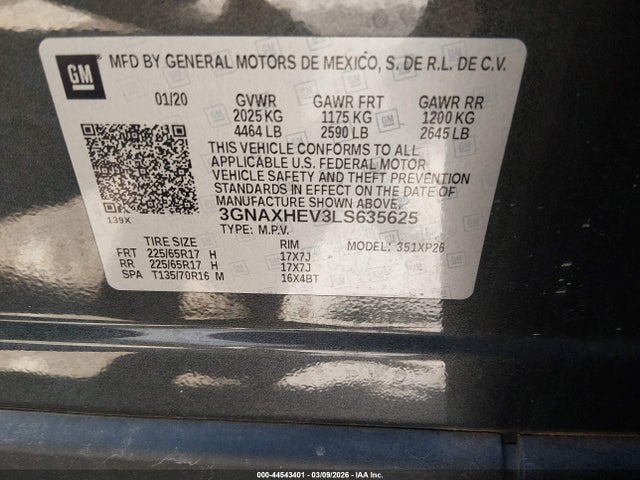 GM
MFD BY GENERAL MOTORS DE MEXICO, S. DE R.L. DE C.V.
01/20 GVWR GAWR FRT GAWR RR
2025 KG 1175 KG 1200 KG
4464 LB 2590 LB 2645 LB
THIS VEHICLE CONFORMS TO ALL
APPLICABLE U.S. FEDERAL MOTOR
VEHICLE SAFETY AND THEFT PREVENTION
STANDARDS IN EFFECT ON THE DATE OF
MANUFACTURE SHOWN ABOVE.
139X 3GNAXHEV3LS635625
TYPE: M.P.V.
TIRE SIZE RIM MODEL: 351XP26
FRT 225/65R17 H 17X7J
RR 225/65R17 H 17X7J
SPA T135/70R16 M 16X4BT
000-44543401 - 03/09/2026 - IAA Inc.